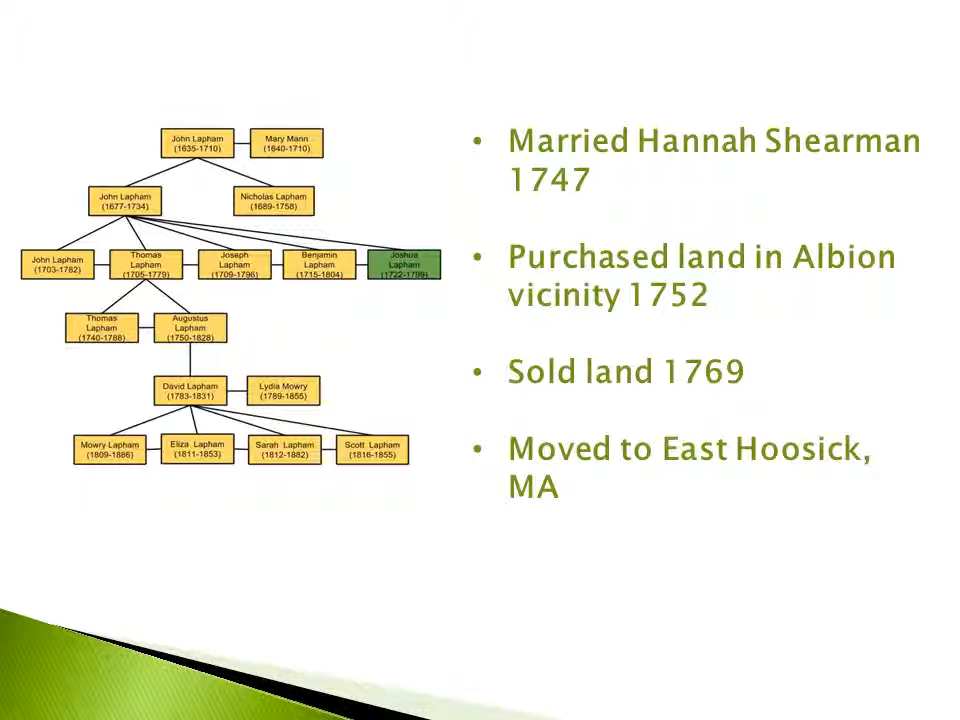 John Lapham
(1635-1710)
Mary Mann
(1640-1710)
John Lapham
(1677-1734)
Nicholas Lapham
(1689-1758)
John Lapham
(1703-1782)
Thomas
Lapham
(1705-1779)
Joseph
Lapham
(1709-1796)
Benjamin
Lapham
(1715-1804)
Joshua
Lapham
(1722-1799)
Thomas
Lapham
(1740-1788)
Augustus
Lapham
(1750-1828)
David Lapham
(1783-1831)
Lydia Mowry
(1789-1855)
Mowry Lapham
(1809-1886)
Eliza Lapham
(1811-1853)
Sarah Lapham
(1812-1882)
Scott Lapham
(1816-1855)
• Married Hannah Shearman
1747
• Purchased land in Albion
vicinity 1752
• Sold land 1769
• Moved to East Hoosick,
MA